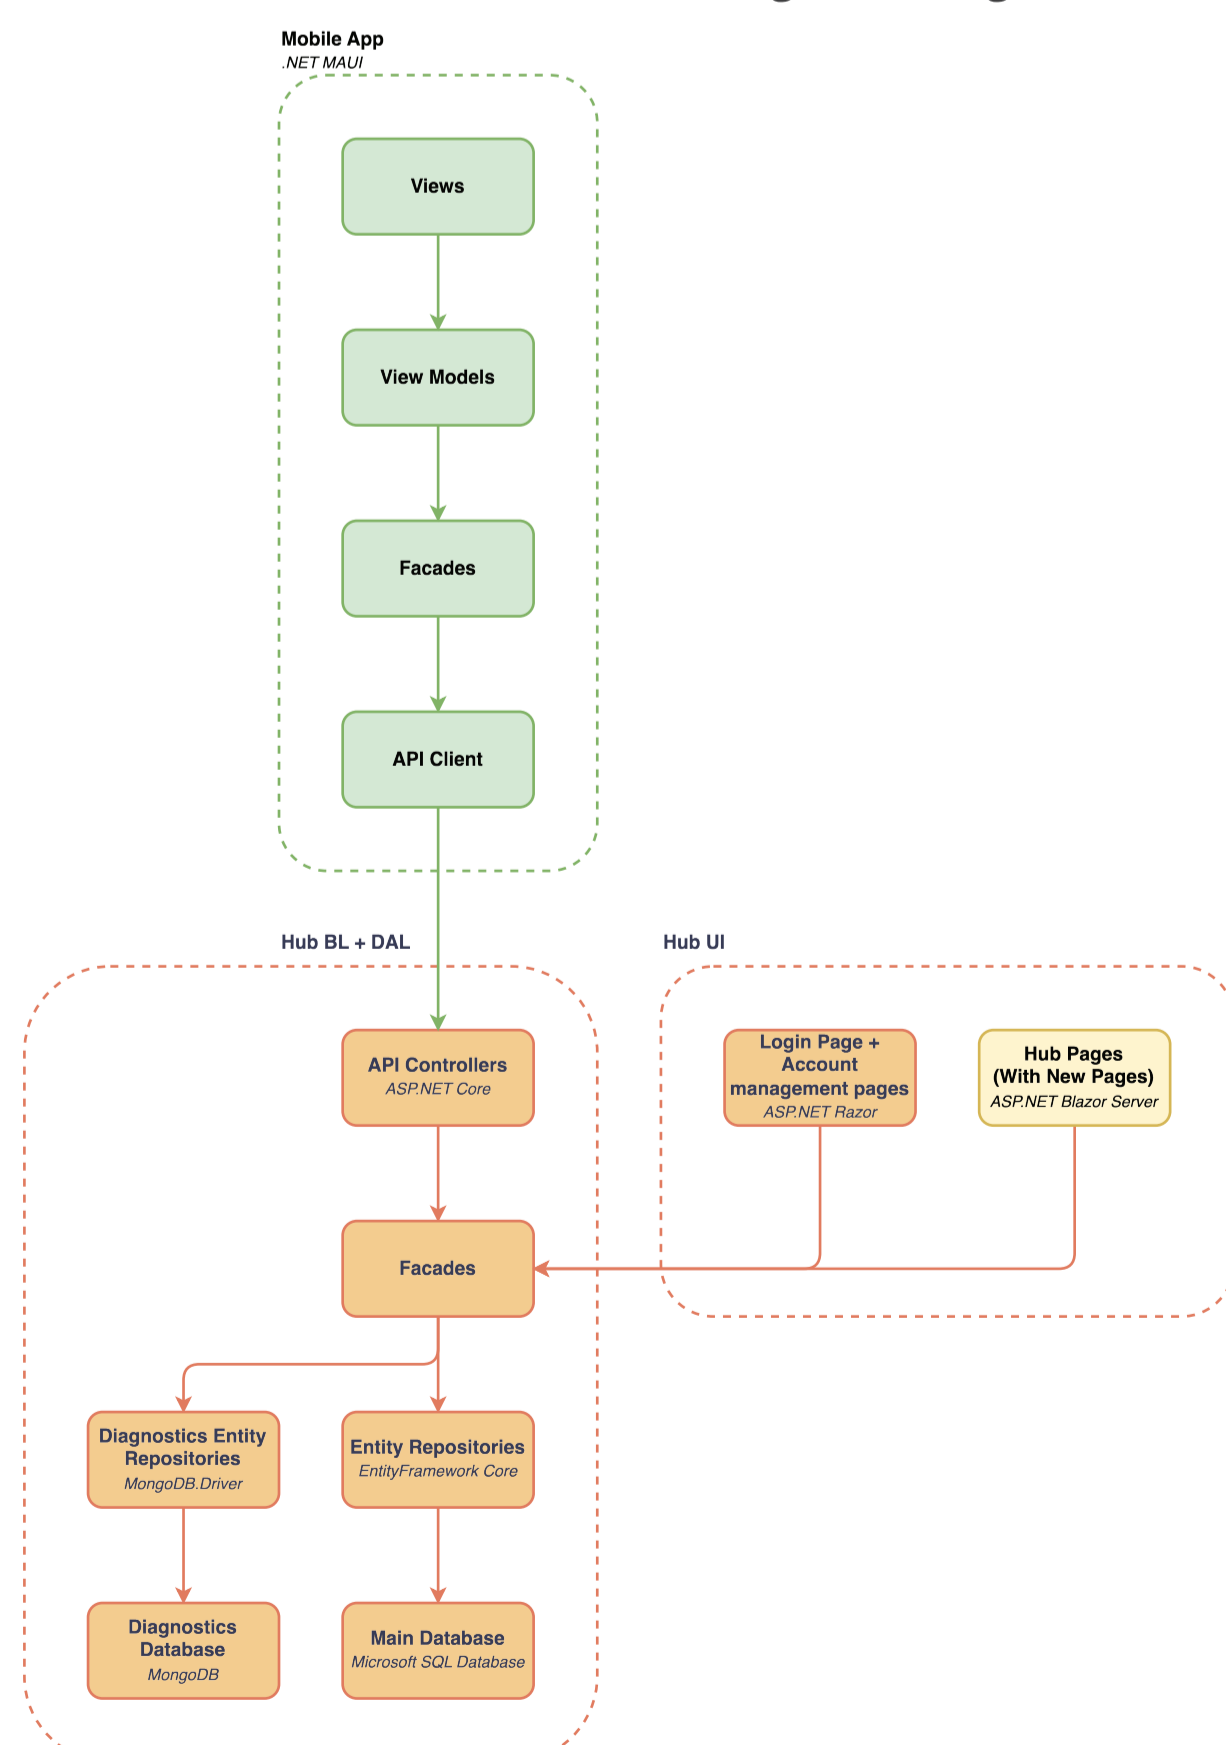 Mobile App
.NET MAUI
Views
View Models
Facades
API Client
Hub BL + DAL
Hub UI
API Controllers
ASP.NET Core
Login Page +
Account
management pages
ASP.NET Razor
Hub Pages
(With New Pages)
ASP.NET Blazor Server
Facades
Diagnostics Entity
Repositories
MongoDB.Driver
Entity Repositories
EntityFramework Core
Diagnostics
Database
MongoDB
Main Database
Microsoft SQL Database